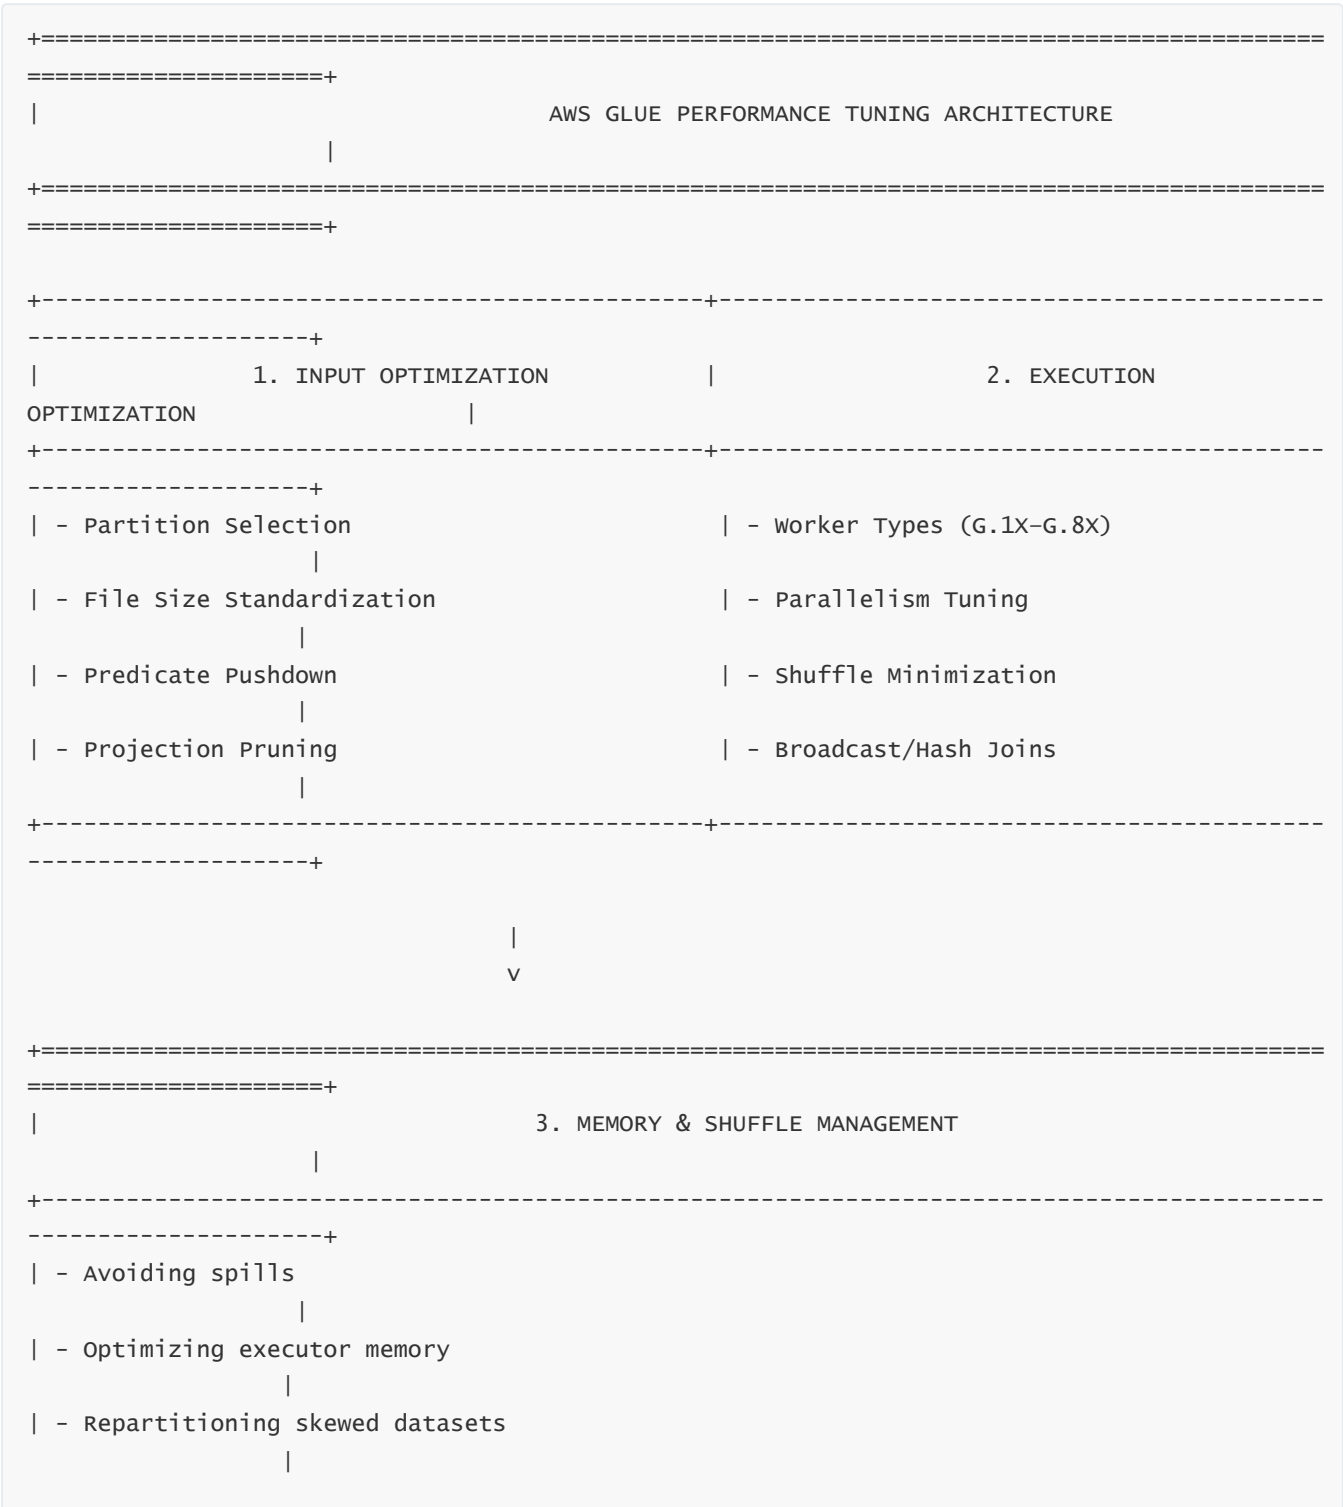 +===========================================================================================
=====================+
|                                    AWS GLUE PERFORMANCE TUNING ARCHITECTURE
                     |
+===========================================================================================
=====================+
+-----------------------------------------------+-------------------------------------------
--------------------+
|               1. INPUT OPTIMIZATION           |                   2. EXECUTION
OPTIMIZATION                   |
+-----------------------------------------------+-------------------------------------------
--------------------+
| - Partition Selection                          | - Worker Types (G.1X–G.8X)
                    |
| - File Size Standardization                    | - Parallelism Tuning
                   |
| - Predicate Pushdown                           | - Shuffle Minimization
                   |
| - Projection Pruning                           | - Broadcast/Hash Joins
                   |
+-----------------------------------------------+-------------------------------------------
--------------------+
                                  |
                                  v
+===========================================================================================
=====================+
|                                   3. MEMORY & SHUFFLE MANAGEMENT
                    |
+-------------------------------------------------------------------------------------------
---------------------+
| - Avoiding spills
                   |
| - Optimizing executor memory
                  |
| - Repartitioning skewed datasets
                  |